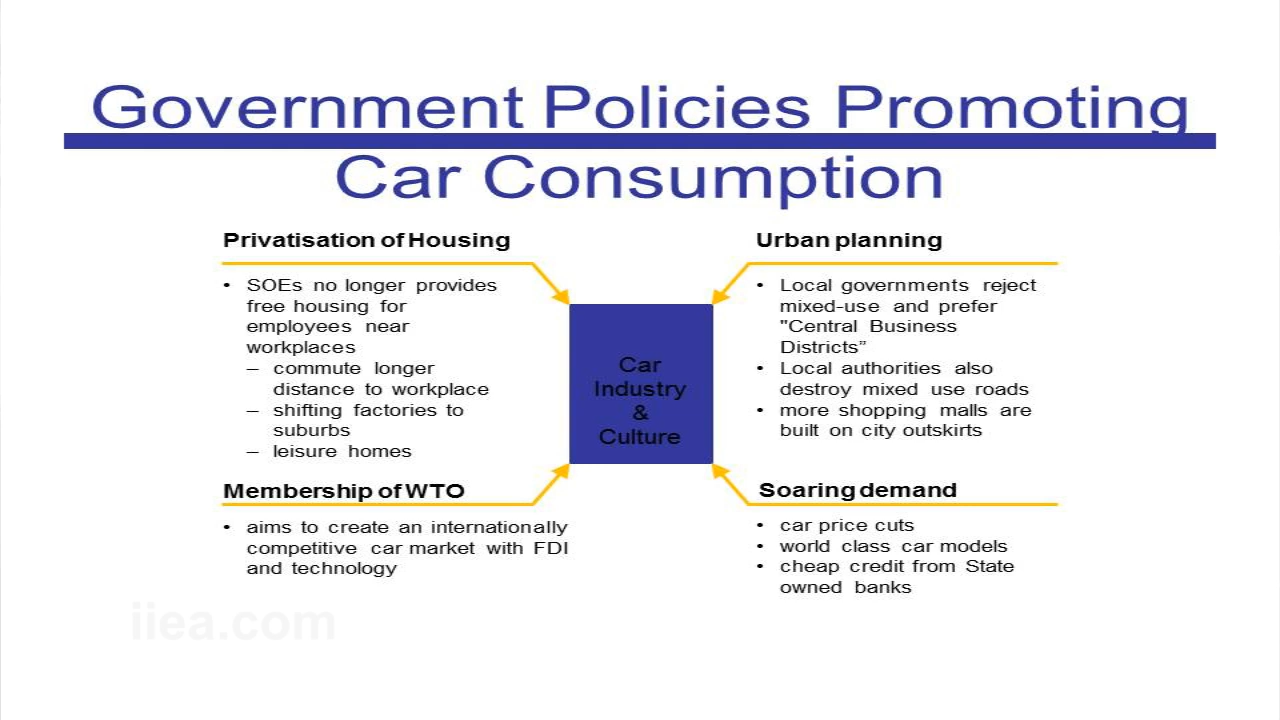 Government Policies Promoting
Car Consumption
Privatisation of Housing
• SOEs no longer provides
free housing for
employees near
workplaces
– commute longer
distance to workplace
– shifting factories to
suburbs
– leisure homes
Urban planning
• Local governments reject
mixed-use and prefer
"Central Business
Districts”
• Local authorities also
destroy mixed use roads
• more shopping malls are
built on city outskirts
Car
Industry
&
Culture
Membership of WTO
• aims to create an internationally
competitive car market with FDI
and technology
Soaring demand
• car price cuts
• world class car models
• cheap credit from State
owned banks
iiea.com